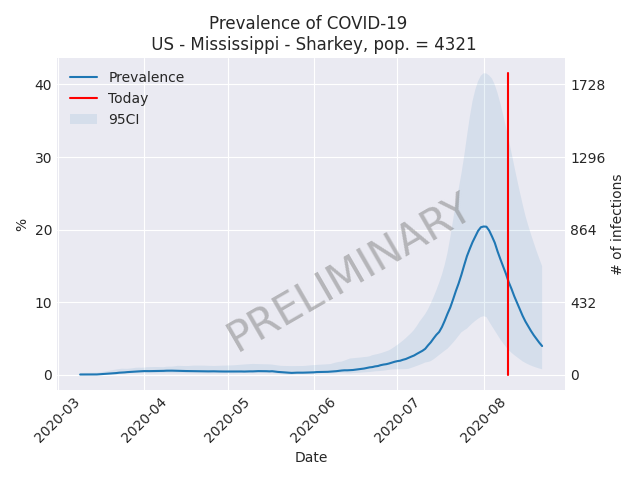 Prevalence of COVID-19
US - Mississippi - Sharkey, pop. = 4321
Prevalence
Today
95CI
40
30
20
10
0
%
1728
1296
864
432
0
# of infections
PRELIMINARY
2020-03
2020-04
2020-05
2020-06
2020-07
2020-08
Date